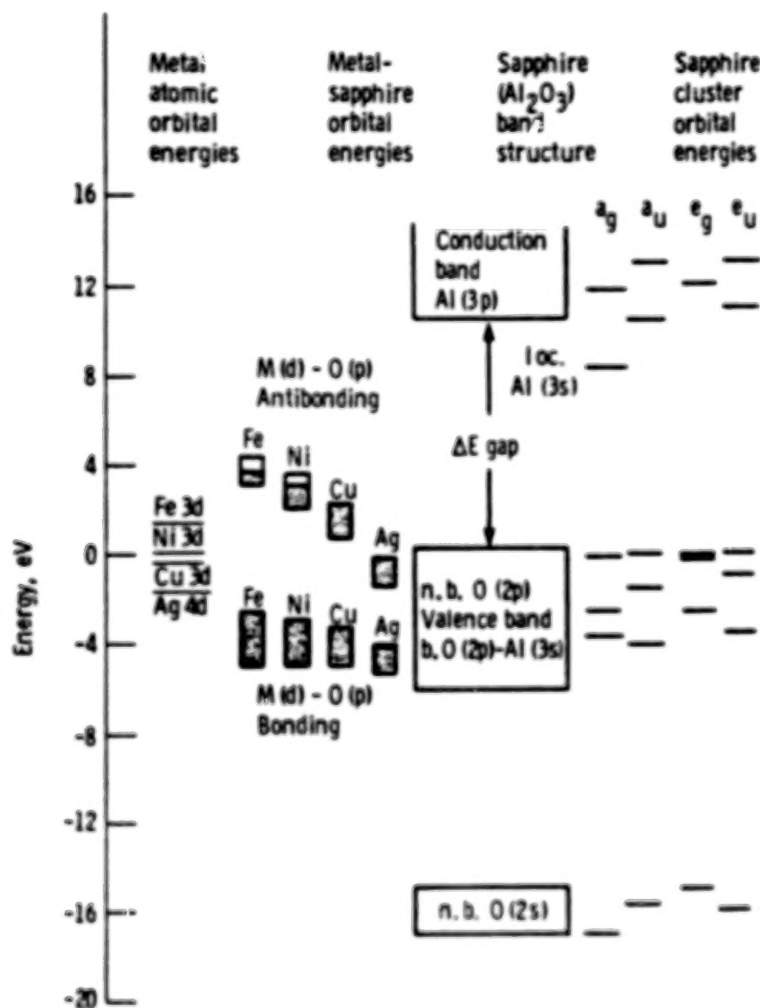 Metal
atomic
orbital
energies
Metal-
sapphire
orbital
energies
Sapphire
(Al2O3)
band
structure
Sapphire
cluster
orbital
energies
16
12
8
4
0
-4
-8
-12
-16
-20
Energy, eV
ag
au
eg
eu
Conduction
band
Al (3p)
loc.
Al (3s)
ΔE gap
M (d) - O (p)
Antibonding
Fe
Ni
Cu
Ag
Fe 3d
Ni 3d
Cu 3d
Ag 4d
Fe
Ni
Cu
Ag
M (d) - O (p)
Bonding
n. b. O (2p)
Valence band
b. O (2p)-Al (3s)
n. b. O (2s)